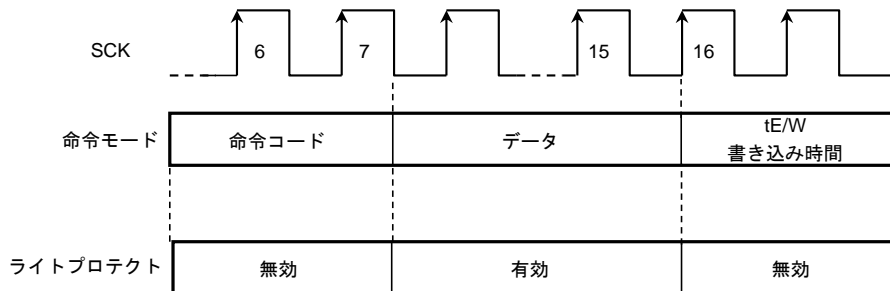 SCK
6
7
15
16
命令モード
命令コード
データ
tE/W
書き込み時間
ライトプロテクト
無効
有効
無効